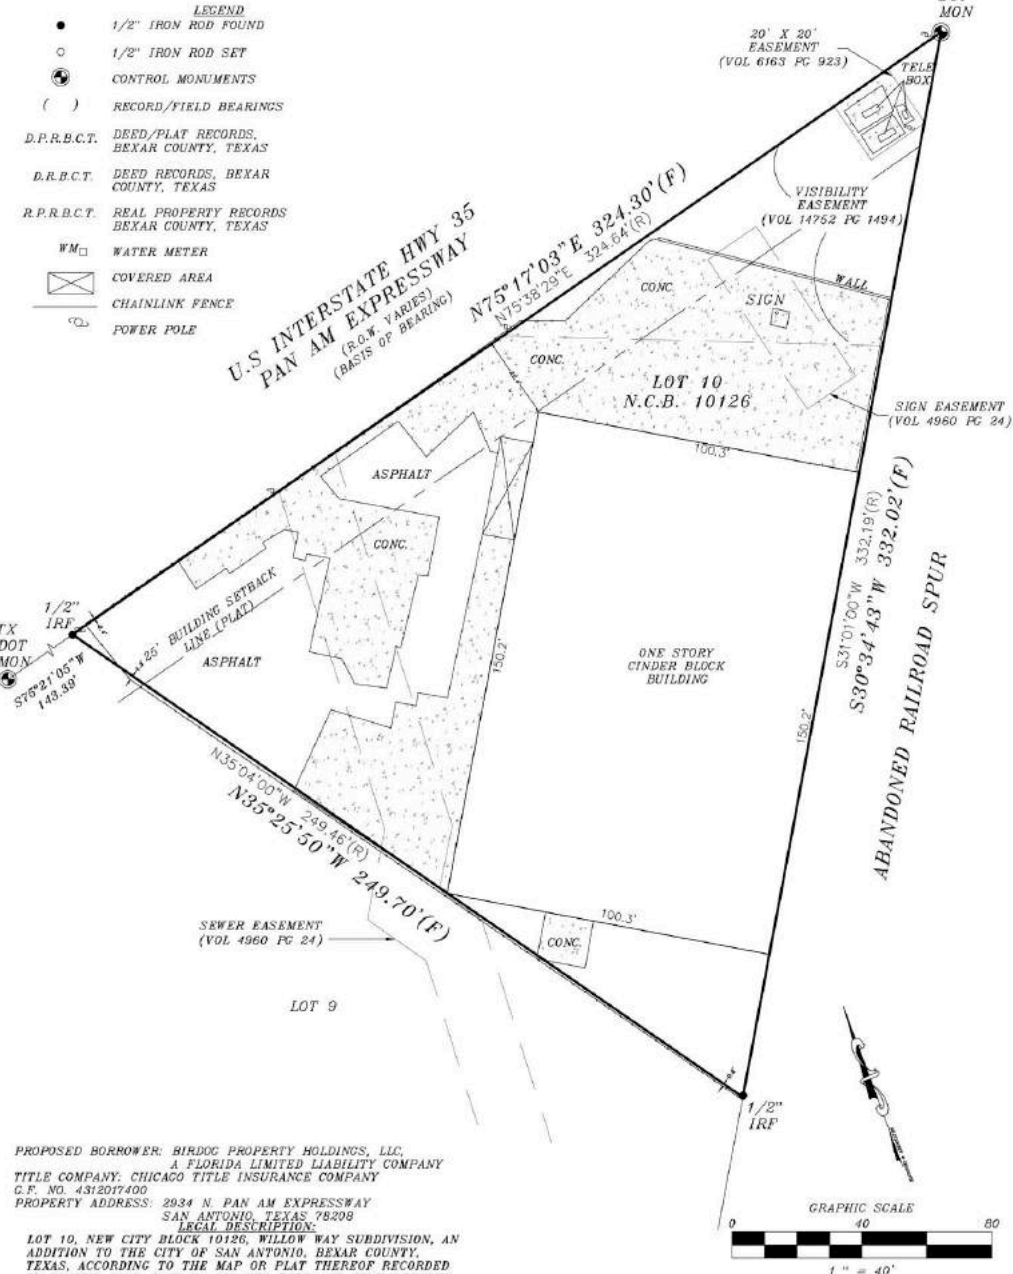 LEGEND
1/2" IRON ROD FOUND
1/2" IRON ROD SET
CONTROL MONUMENTS
( ) RECORD/FIELD BEARINGS
D.P.R.B.C.T. DEED/PLAT RECORDS,
BEXAR COUNTY, TEXAS
D.R.B.C.T. DEED RECORDS, BEXAR
COUNTY, TEXAS
R.P.R.B.C.T. REAL PROPERTY RECORDS
BEXAR COUNTY, TEXAS
WM WATER METER
COVERED AREA
CHAINLINK FENCE
POWER POLE
MON
20' X 20'
EASEMENT
(VOL 6163 PG 923)
TELE
BOX
VISIBILITY
EASEMENT
(VOL 14752 PG 1494)
U.S INTERSTATE HWY 35
PAN AM EXPRESSWAY
(R.O.W. VARIES)
(BASIS OF BEARING)
N75°17'03"E 324.30'(F)
N75°38'29"E 324.64'(R)
CONC.
WALL
SIGN
CONC.
LOT 10
N.C.B. 10126
SIGN EASEMENT
(VOL 4960 PG 24)
100.3'
ASPHALT
CONC.
S31°01'00"W 332.19'(R)
S30°34'43"W 332.02'(F)
ABANDONED RAILROAD SPUR
1/2"
IRF
TX
DOT
MON
S75°21'05"W
143.39'
25' BUILDING SETBACK
LINE (PLAT)
ASPHALT
150.2'
ONE STORY
CINDER BLOCK
BUILDING
150.2'
N35°04'00"W 249.46'(R)
N35°25'50"W 249.70'(F)
SEWER EASEMENT
(VOL 4960 PG 24)
100.3'
CONC.
LOT 9
1/2"
IRF
PROPOSED BORROWER: BIRDOG PROPERTY HOLDINGS, LLC,
A FLORIDA LIMITED LIABILITY COMPANY
TITLE COMPANY: CHICAGO TITLE INSURANCE COMPANY
G.F. NO. 4312017400
PROPERTY ADDRESS: 2934 N. PAN AM EXPRESSWAY
SAN ANTONIO, TEXAS 78208
LEGAL DESCRIPTION:
LOT 10, NEW CITY BLOCK 10126, WILLOW WAY SUBDIVISION, AN
ADDITION TO THE CITY OF SAN ANTONIO, BEXAR COUNTY,
TEXAS, ACCORDING TO THE MAP OR PLAT THEREOF RECORDED
GRAPHIC SCALE
0 40 80
1 " = 40'